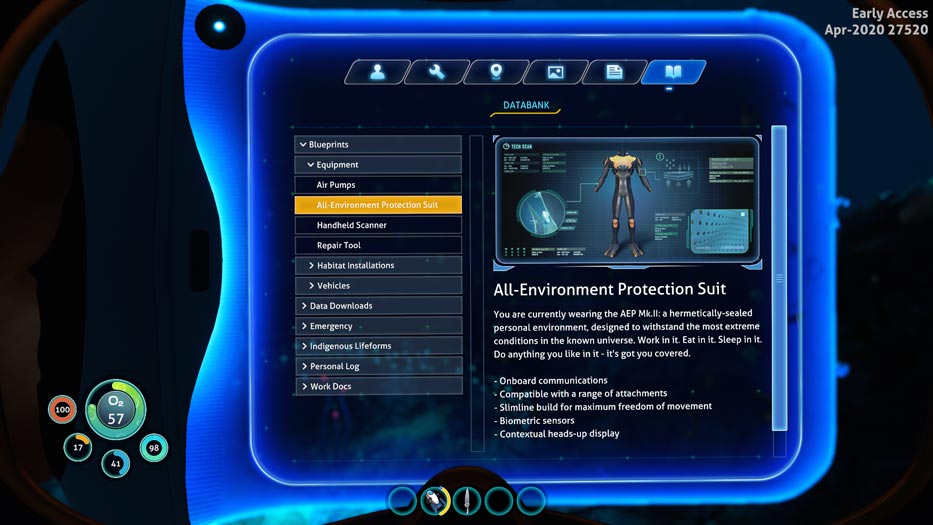 Early Access
Apr-2020 27520
DATABANK
Blueprints
Equipment
Air Pumps
All-Environment Protection Suit
Handheld Scanner
Repair Tool
Habitat Installations
Vehicles
Data Downloads
Emergency
Indigenous Lifeforms
Personal Log
Work Docs
TECH SCAN
All-Environment Protection Suit
You are currently wearing the AEP Mk.II: a hermetically-sealed
personal environment, designed to withstand the most extreme
conditions in the known universe. Work in it. Eat in it. Sleep in it.
Do anything you like in it - it's got you covered.
- Onboard communications
- Compatible with a range of attachments
- Slimline build for maximum freedom of movement
- Biometric sensors
- Contextual heads-up display
O₂
57
100
17
41
98